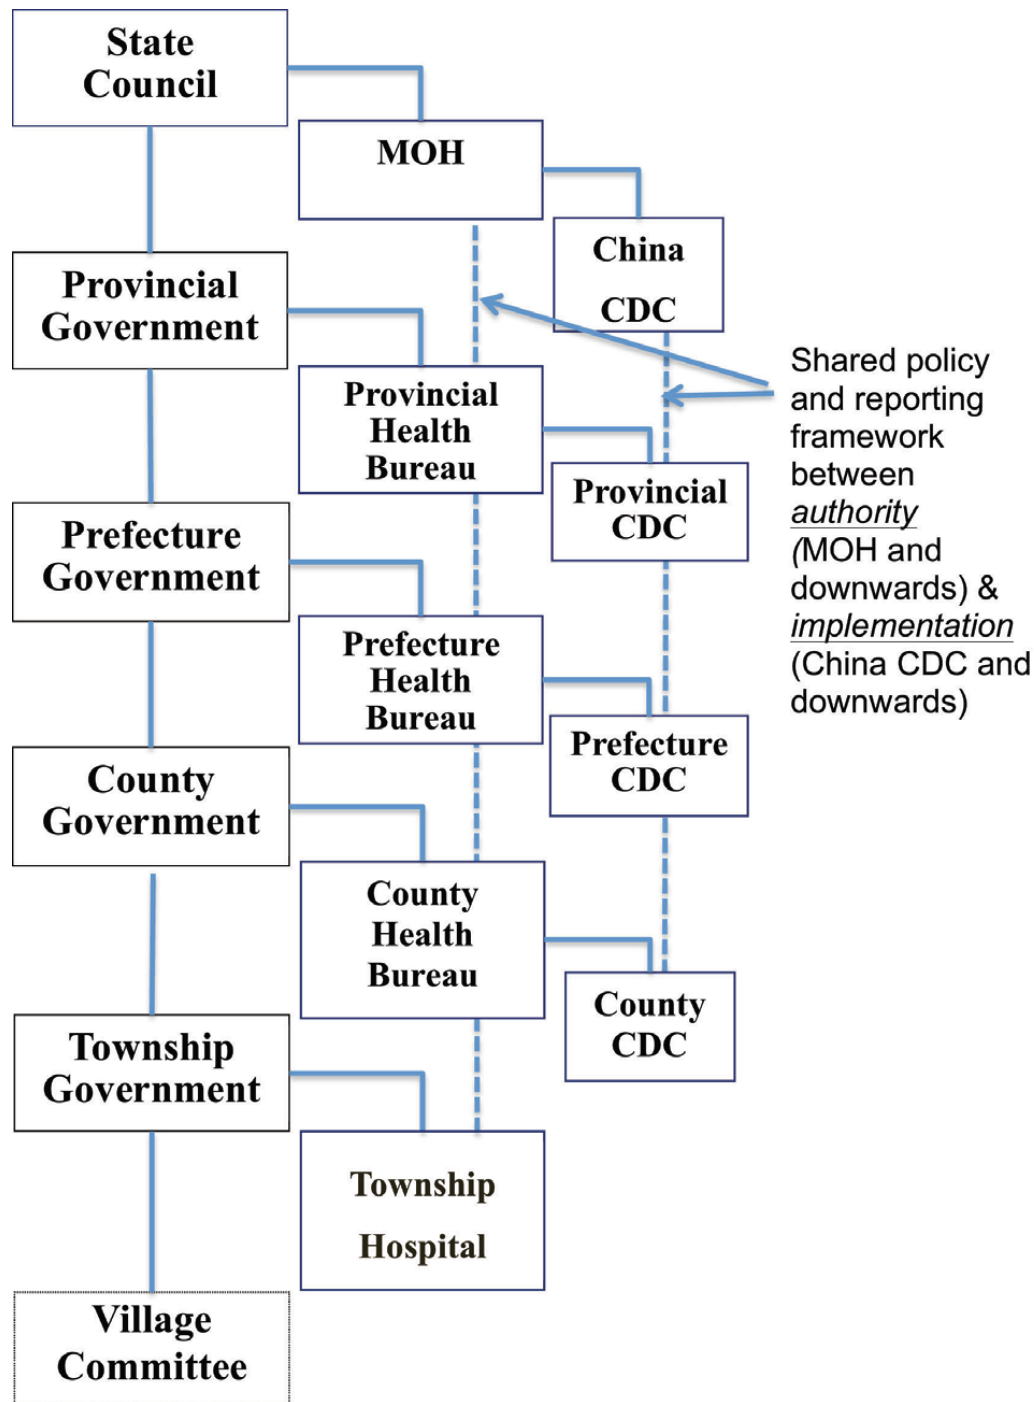 State
Council
MOH
China
CDC
Provincial
Government
Provincial
Health
Bureau
Provincial
CDC
Shared policy
and reporting
framework
between
authority
(MOH and
downwards) &
implementation
(China CDC and
downwards)
Prefecture
Government
Prefecture
Health
Bureau
Prefecture
CDC
County
Government
County
Health
Bureau
County
CDC
Township
Government
Township
Hospital
Village
Committee